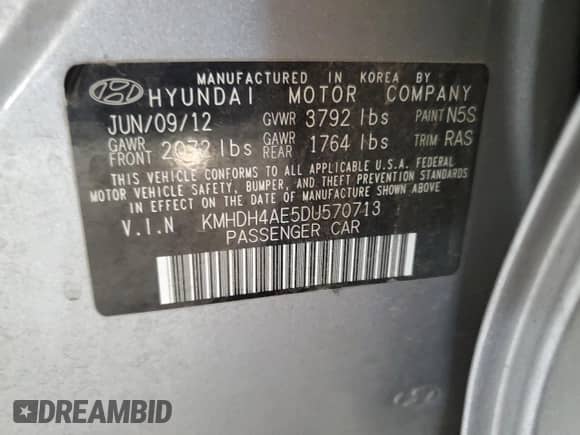 MANUFACTURED IN KOREA BY
HYUNDAI MOTOR COMPANY
JUN/09/12 GVWR 3792 lbs PAINT N5S
GAWR FRONT 2072 lbs GAWR REAR 1764 lbs TRIM RAS
THIS VEHICLE CONFORMS TO ALL APPLICABLE U.S.A. FEDERAL
MOTOR VEHICLE SAFETY, BUMPER, AND THEFT PREVENTION STANDARDS
IN EFFECT ON THE DATE OF MANUFACTURE SHOWN ABOVE.
V.I.N KMHDH4AE5DU570713
PASSENGER CAR
DREAMBID